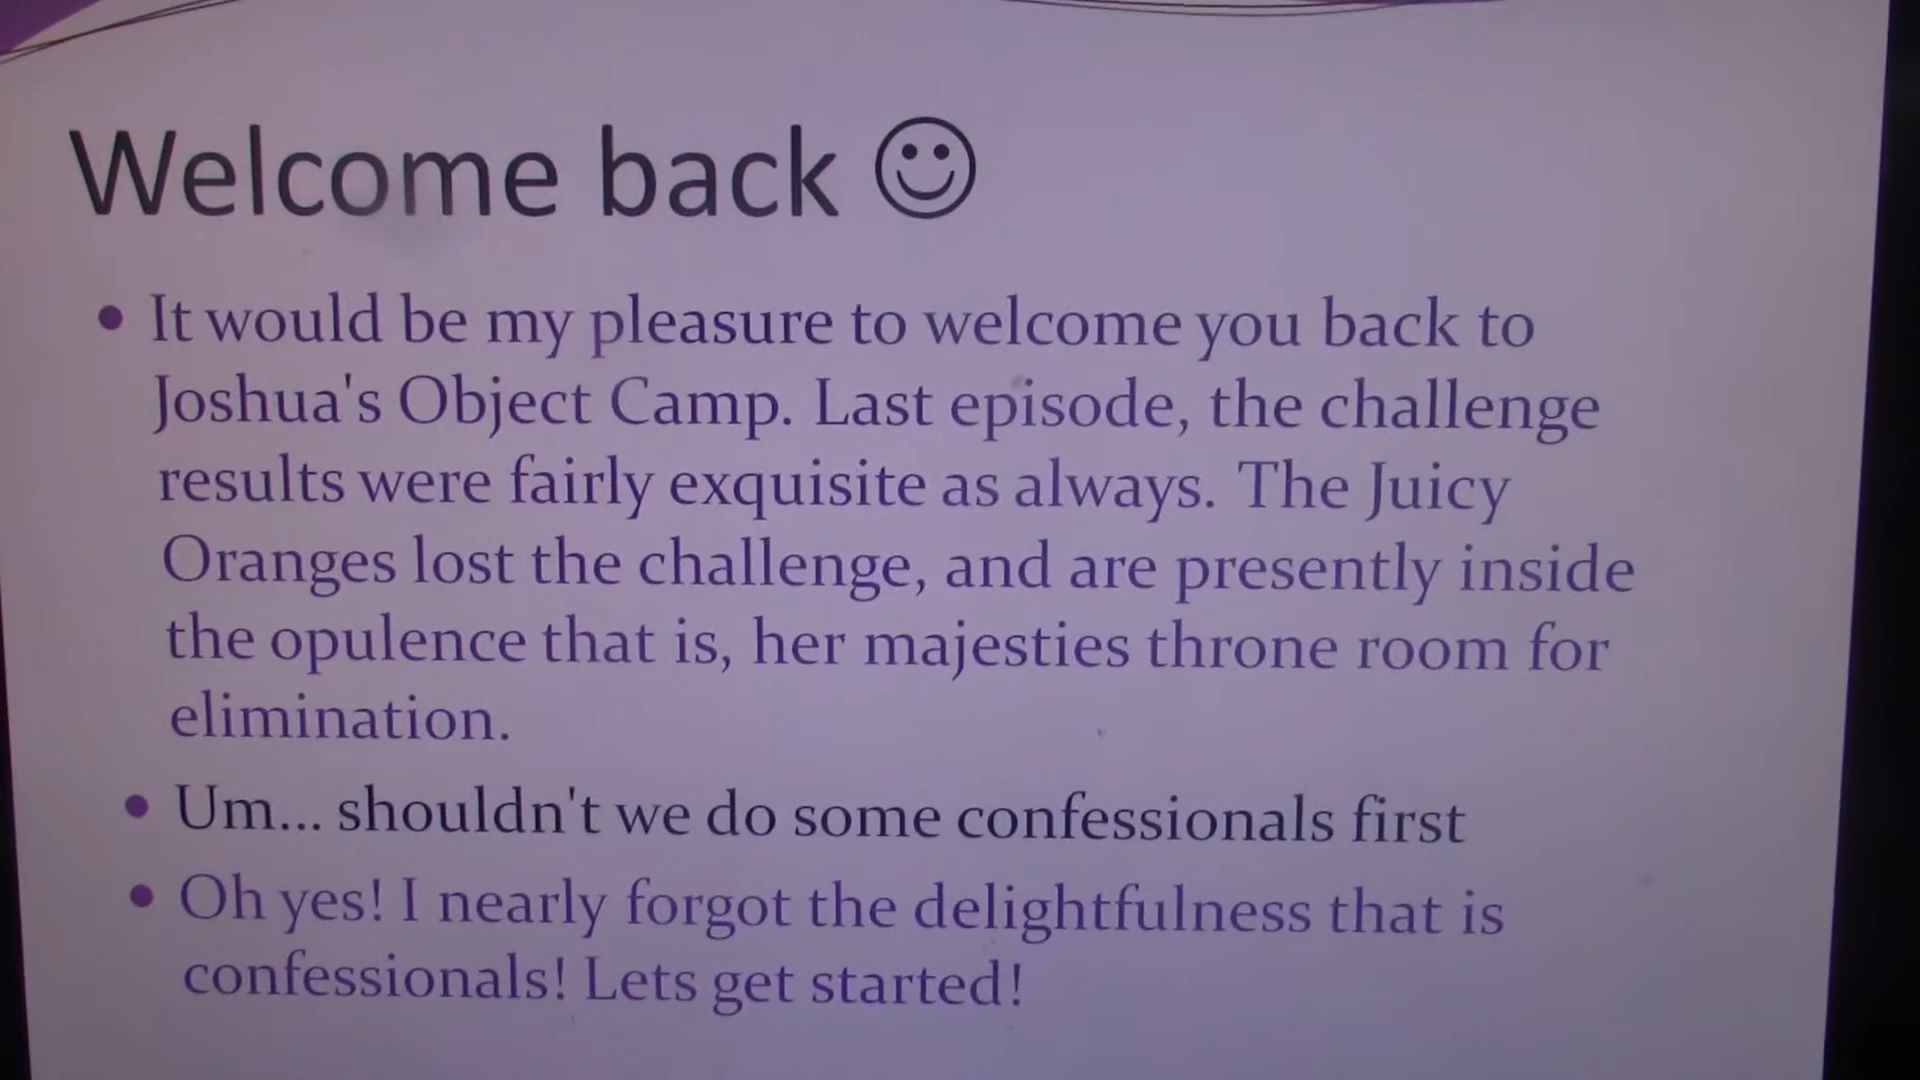 Welcome back ☺
• It would be my pleasure to welcome you back to
Joshua's Object Camp. Last episode, the challenge
results were fairly exquisite as always. The Juicy
Oranges lost the challenge, and are presently inside
the opulence that is, her majesties throne room for
elimination.
• Um... shouldn't we do some confessionals first
• Oh yes! I nearly forgot the delightfulness that is
confessionals! Lets get started!